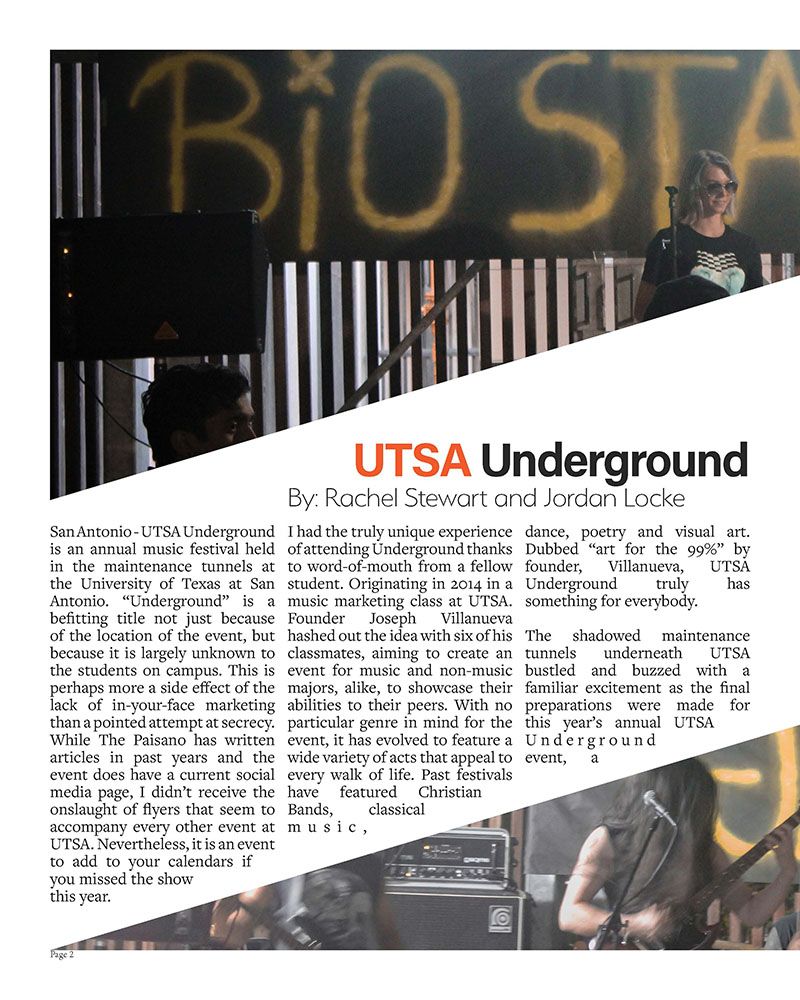 BiO STA
UTSA Underground
By: Rachel Stewart and Jordan Locke
San Antonio - UTSA Underground
is an annual music festival held
in the maintenance tunnels at
the University of Texas at San
Antonio. “Underground” is a
befitting title not just because
of the location of the event, but
because it is largely unknown to
the students on campus. This is
perhaps more a side effect of the
lack of in-your-face marketing
than a pointed attempt at secrecy.
While The Paisano has written
articles in past years and the
event does have a current social
media page, I didn’t receive the
onslaught of flyers that seem to
accompany every other event at
UTSA. Nevertheless, it is an event
to add to your calendars if
you missed the show
this year.
I had the truly unique experience
of attending Underground thanks
to word-of-mouth from a fellow
student. Originating in 2014 in a
music marketing class at UTSA.
Founder Joseph Villanueva
hashed out the idea with six of his
classmates, aiming to create an
event for music and non-music
majors, alike, to showcase their
abilities to their peers. With no
particular genre in mind for the
event, it has evolved to feature a
wide variety of acts that appeal to
every walk of life. Past festivals
have featured Christian
Bands, classical
music,
dance, poetry and visual art.
Dubbed “art for the 99%” by
founder, Villanueva, UTSA
Underground truly has
something for everybody.
The shadowed maintenance
tunnels underneath UTSA
bustled and buzzed with a
familiar excitement as the final
preparations were made for
this year’s annual UTSA
Underground
event, a
Page 2